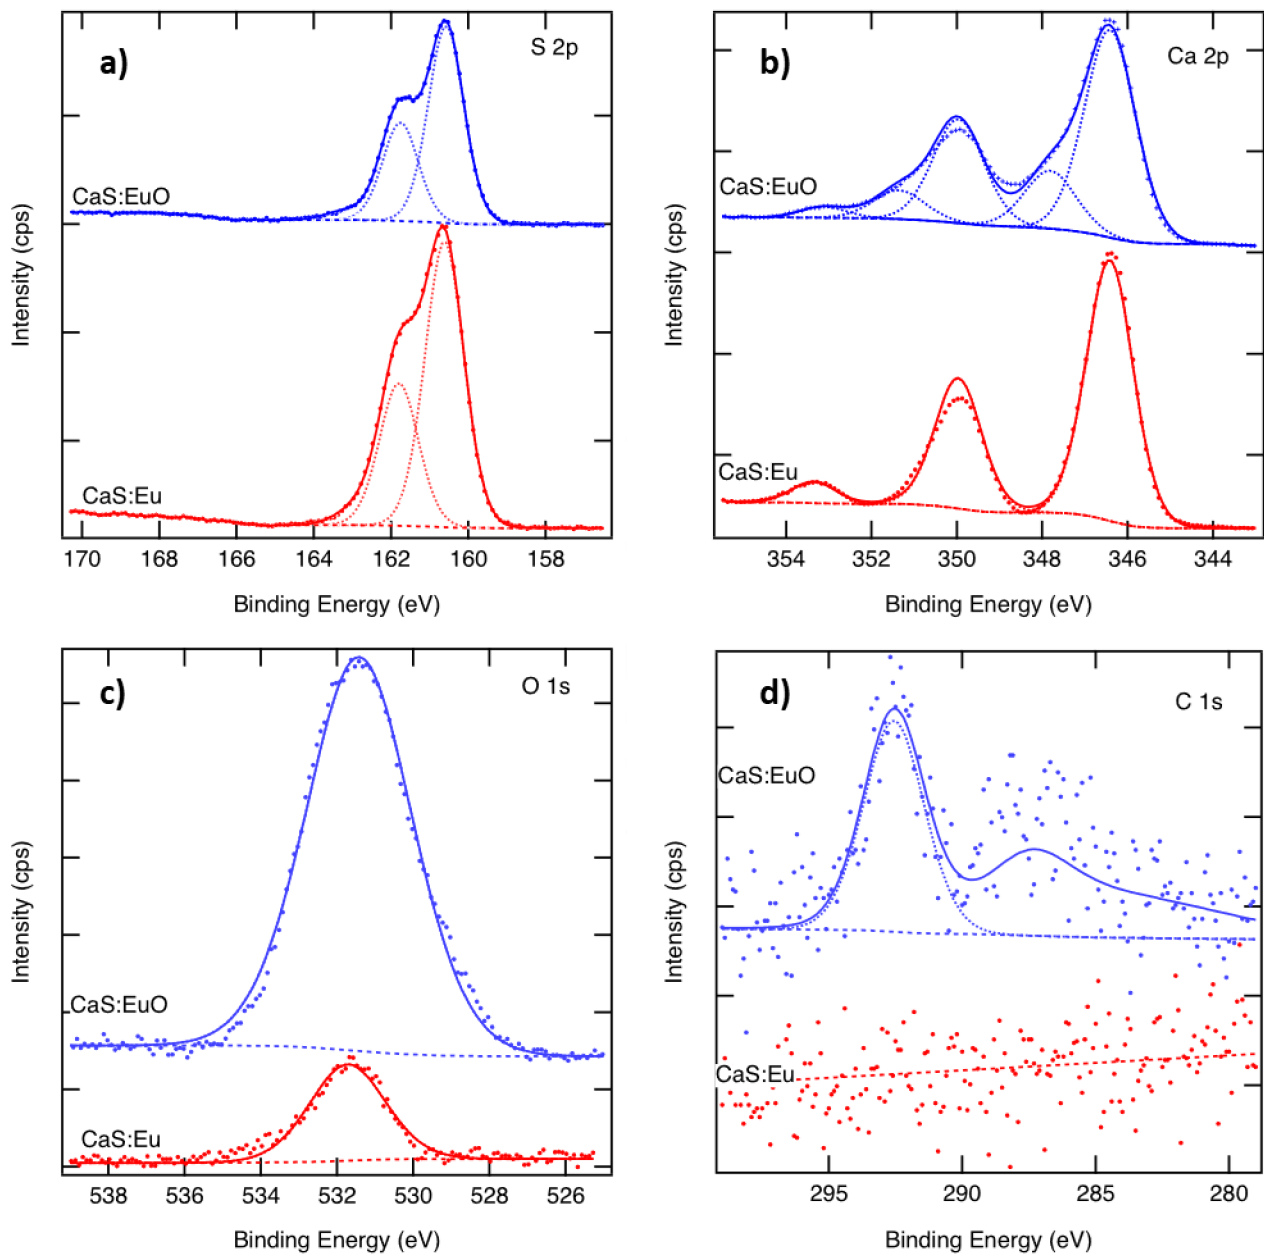 a)
S 2p
CaS:EuO
CaS:Eu
Intensity (cps)
170 168 166 164 162 160 158
Binding Energy (eV)
b)
Ca 2p
CaS:EuO
CaS:Eu
Intensity (cps)
354 352 350 348 346 344
Binding Energy (eV)
c)
O 1s
CaS:EuO
CaS:Eu
Intensity (cps)
538 536 534 532 530 528 526
Binding Energy (eV)
d)
C 1s
CaS:EuO
CaS:Eu
Intensity (cps)
295 290 285 280
Binding Energy (eV)